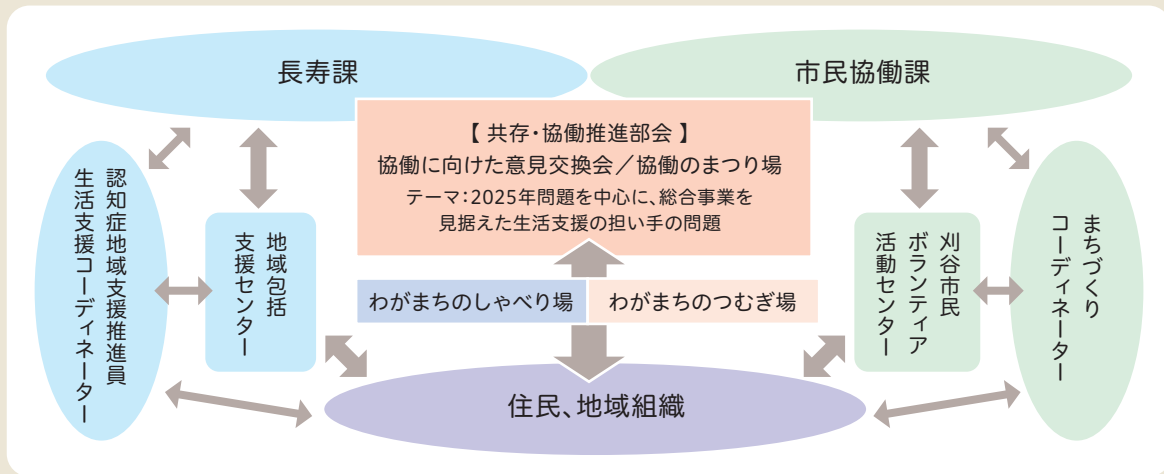 長寿課
市民協働課
【 共存・協働推進部会 】
協働に向けた意見交換会／協働のまつり場
テーマ：2025年問題を中心に、総合事業を
見据えた生活支援の担い手の問題
認知症地域支援推進員
生活支援コーディネーター
地域包括
支援センター
わがまちのしゃべり場
わがまちのつむぎ場
刈谷市民
ボランティア
活動センター
まちづくり
コーディネーター
住民、地域組織